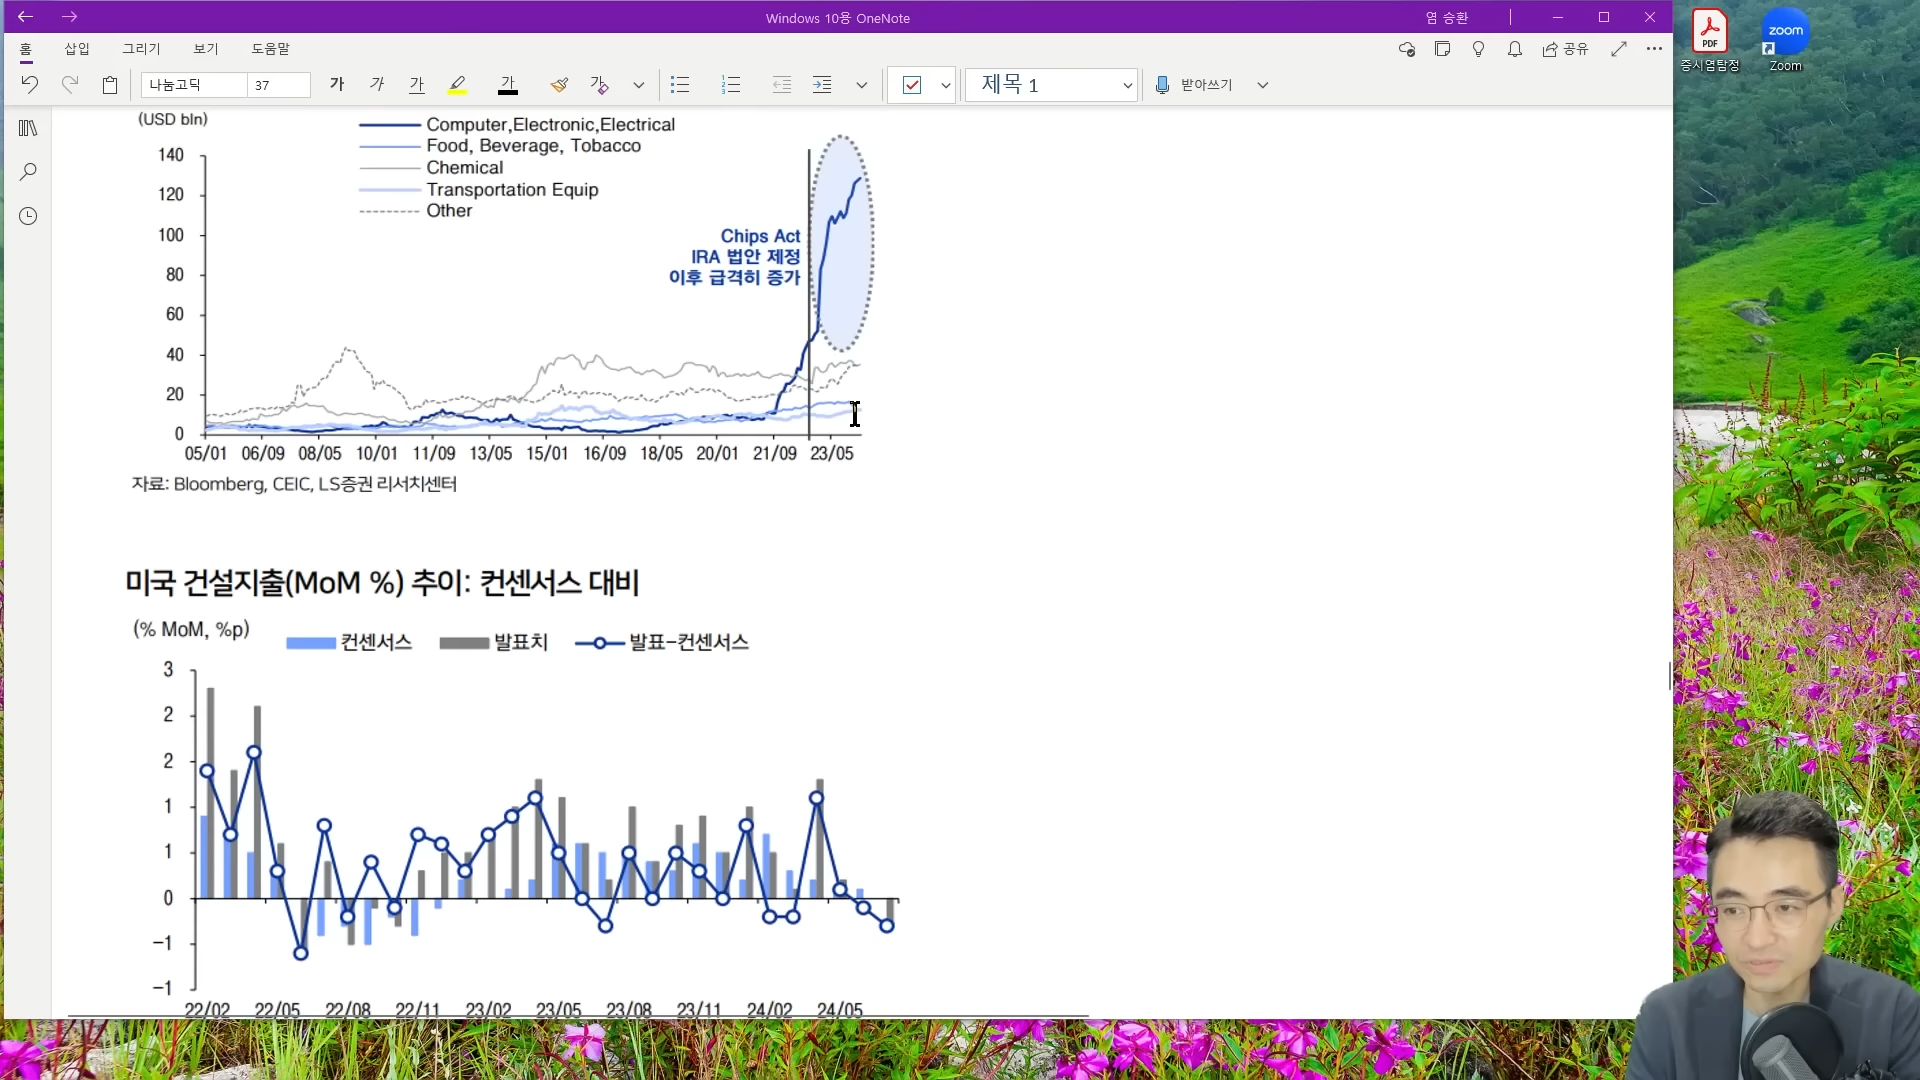 Windows 10용 OneNote
염 승환
홈 삽입 그리기 보기 도움말
공유
나눔고딕 37 가 가 가 가 가 제목 1 받아쓰기
PDF
증시염탐정
zoom
Zoom
(USD bln)
Computer,Electronic,Electrical
Food, Beverage, Tobacco
Chemical
Transportation Equip
Other
140
120
100
80
60
40
20
0
Chips Act
IRA 법안 제정
이후 급격히 증가
05/01 06/09 08/05 10/01 11/09 13/05 15/01 16/09 18/05 20/01 21/09 23/05
자료: Bloomberg, CEIC, LS증권 리서치센터
미국 건설지출(MoM %) 추이: 컨센서스 대비
(% MoM, %p)
컨센서스 발표치 발표-컨센서스
3
2
2
1
1
0
-1
-1
22/02 22/05 22/08 22/11 23/02 23/05 23/08 23/11 24/02 24/05